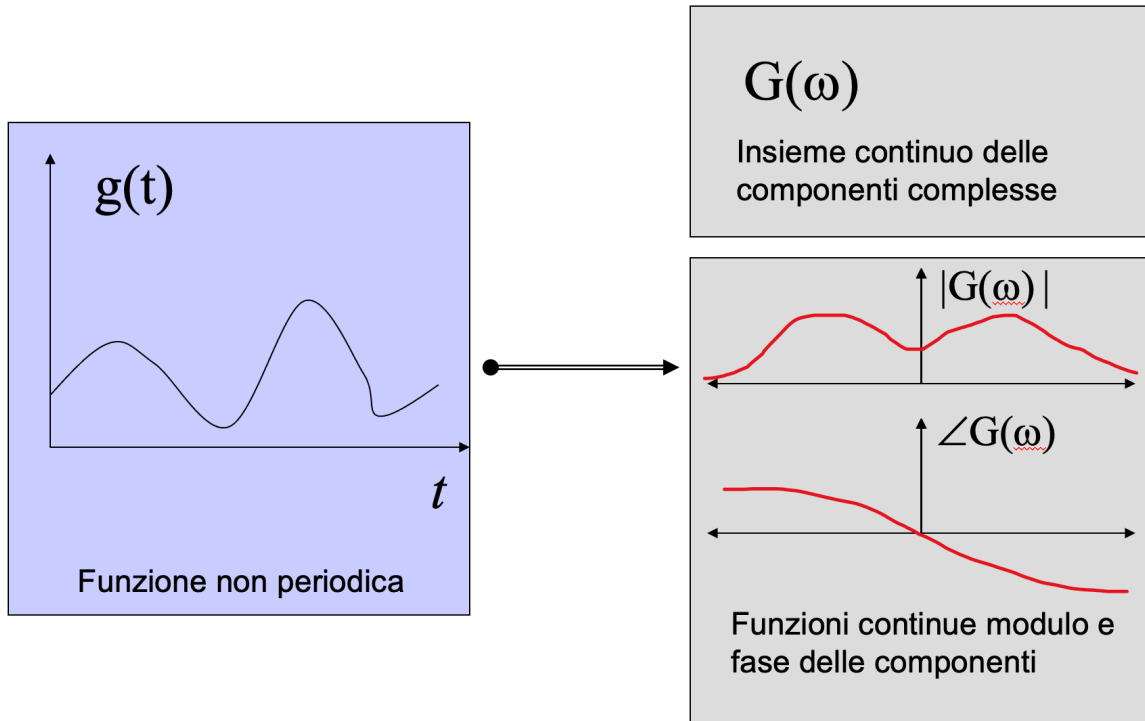 g(t)
t
Funzione non periodica
G(ω)
Insieme continuo delle
componenti complesse
|G(ω)|
∠G(ω)
Funzioni continue modulo e
fase delle componenti